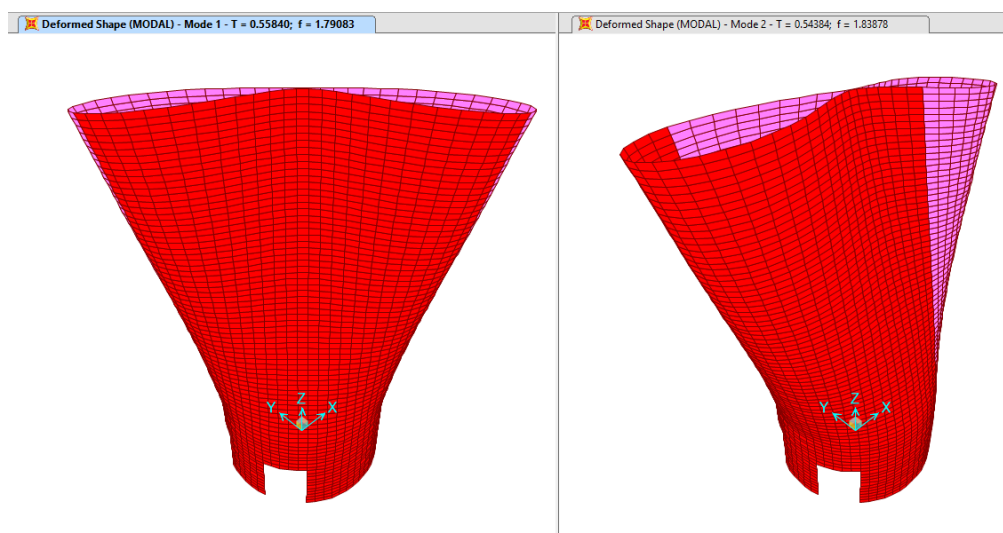 Deformed Shape (MODAL) - Mode 1 - T = 0.55840; f = 1.79083
Deformed Shape (MODAL) - Mode 2 - T = 0.54384; f = 1.83878
Z
Y X
Z
Y X